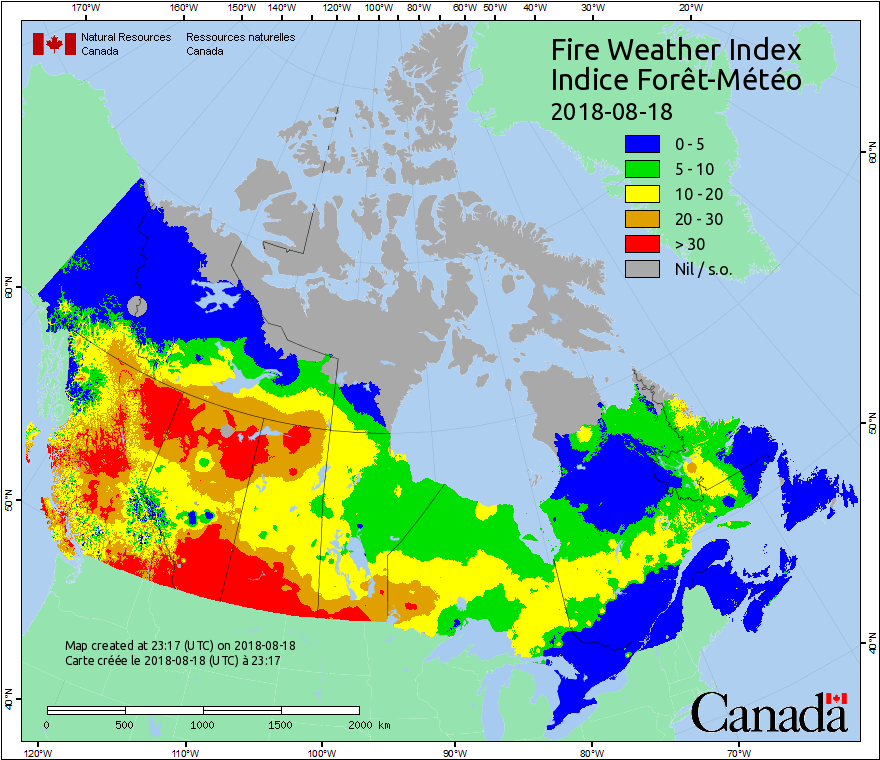 170°W 160°W 150°W 140°W 130°W 120°W 110°W 100°W 90°W 80°W 60°W 50°W 40°W 30°W 20°W
Natural Resources Canada
Ressources naturelles Canada
Fire Weather Index
Indice Forêt-Météo
2018-08-18
0 - 5
5 - 10
10 - 20
20 - 30
> 30
Nil / s.o.
60°N
60°N
50°N
50°N
40°N
40°N
Map created at 23:17 (UTC) on 2018-08-18
Carte créée le 2018-08-18 (UTC) à 23:17
0 500 1000 1500 2000 km
Canada
120°W 110°W 100°W 90°W 80°W 70°W